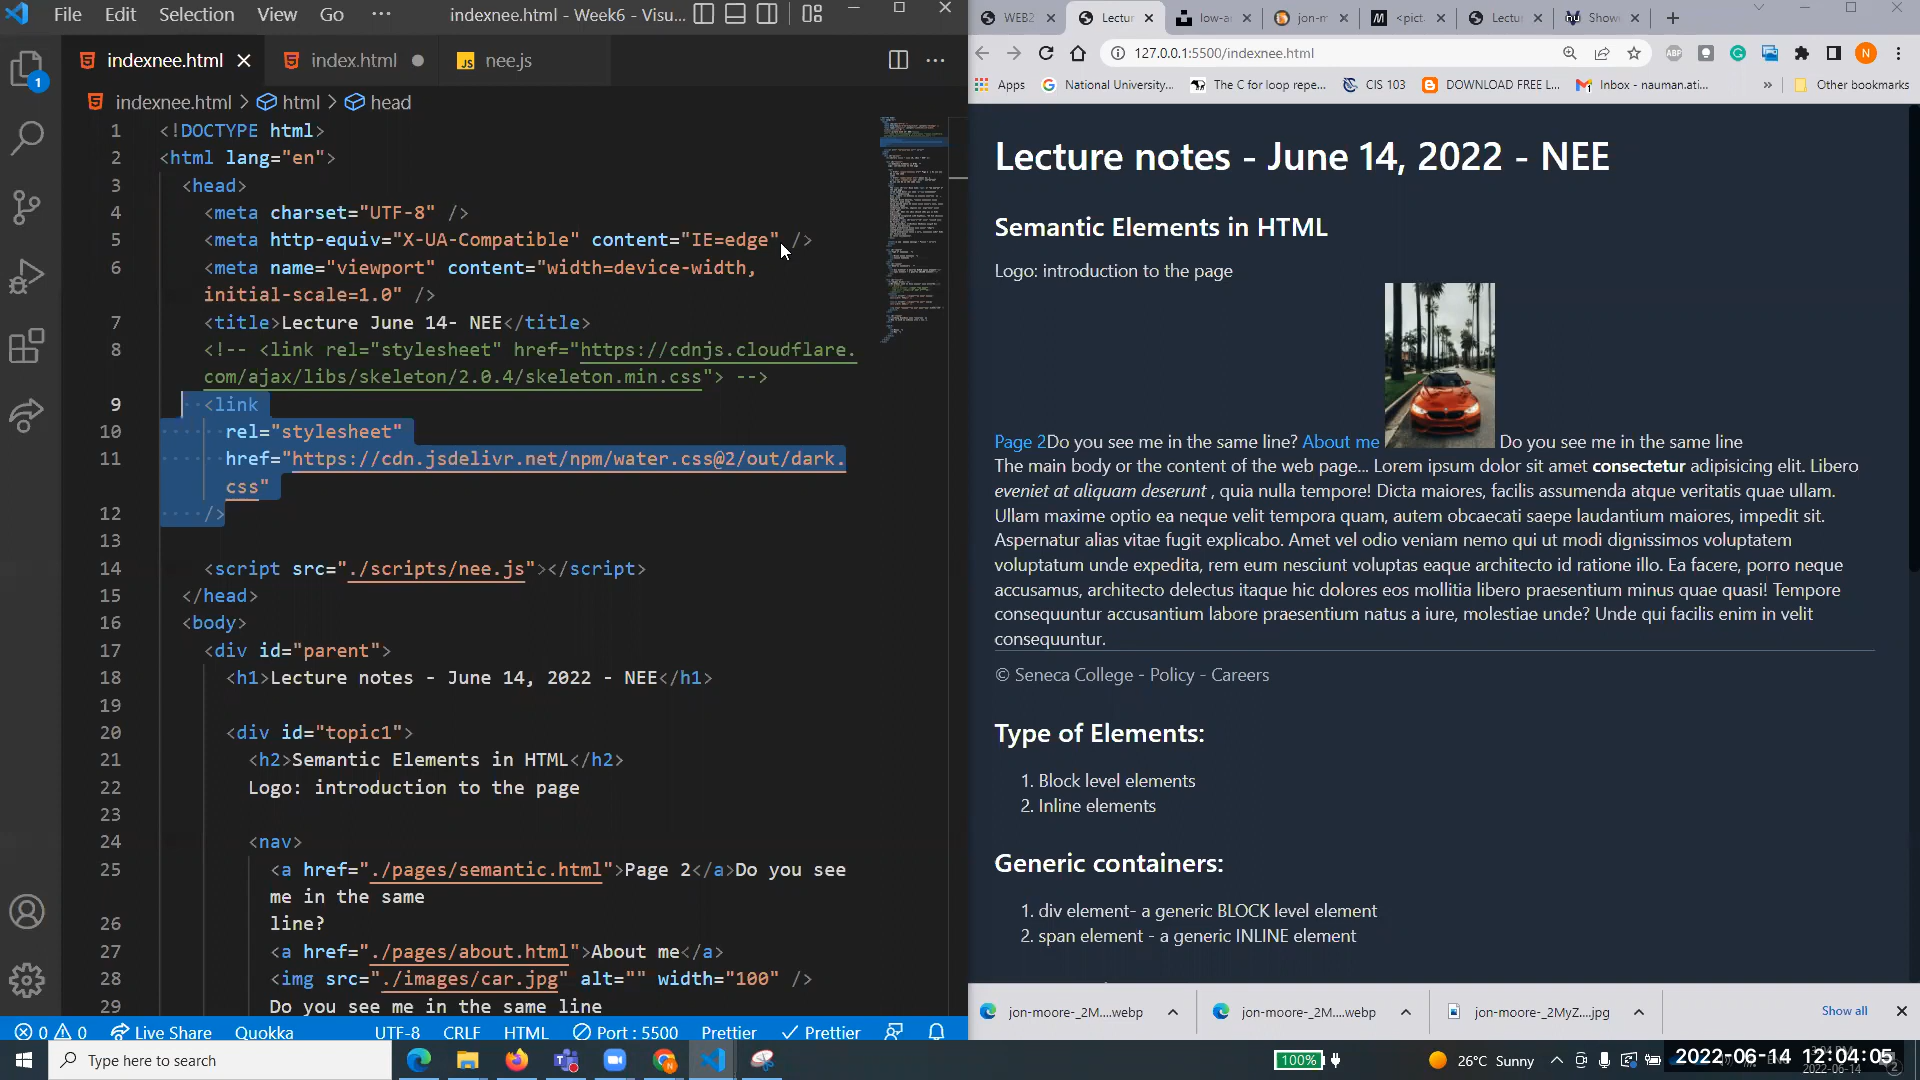 File Edit Selection View Go ··· indexnee.html - Week6 - Visu...
indexnee.html index.html JS nee.js
1
indexnee.html > html > head
1 <!DOCTYPE html>
2 <html lang="en">
3 <head>
4 <meta charset="UTF-8" />
5 <meta http-equiv="X-UA-Compatible" content="IE=edge" />
6 <meta name="viewport" content="width=device-width,
initial-scale=1.0" />
7 <title>Lecture June 14- NEE</title>
8 <!-- <link rel="stylesheet" href="https://cdnjs.cloudflare.
com/ajax/libs/skeleton/2.0.4/skeleton.min.css"> -->
9 <link
10 rel="stylesheet"
11 href="https://cdn.jsdelivr.net/npm/water.css@2/out/dark.
css"
12 />
13
14 <script src="./scripts/nee.js"></script>
15 </head>
16 <body>
17 <div id="parent">
18 <h1>Lecture notes - June 14, 2022 - NEE</h1>
19
20 <div id="topic1">
21 <h2>Semantic Elements in HTML</h2>
22 Logo: introduction to the page
23
24 <nav>
25 <a href="./pages/semantic.html">Page 2</a>Do you see
me in the same
26 line?
27 <a href="./pages/about.html">About me</a>
28 <img src="./images/car.jpg" alt="" width="100" />
29 Do you see me in the same line
0 0 Live Share Quokka UTF-8 CRLF HTML Port : 5500 Prettier Prettier
WEB2 Lectur low-a jon-m M <pict Lectu Show
127.0.0.1:5500/indexnee.html ABP N
Apps National University... The C for loop repe... CIS 103 DOWNLOAD FREE L... Inbox - nauman.ati... » Other bookmarks
Lecture notes - June 14, 2022 - NEE
Semantic Elements in HTML
Logo: introduction to the page
Page 2Do you see me in the same line? About me Do you see me in the same line
The main body or the content of the web page... Lorem ipsum dolor sit amet consectetur adipisicing elit. Libero
eveniet at aliquam deserunt , quia nulla tempore! Dicta maiores, facilis assumenda atque veritatis quae ullam.
Ullam maxime optio ea neque velit tempora quam, autem obcaecati saepe laudantium maiores, impedit sit.
Aspernatur alias vitae fugit explicabo. Amet vel odio veniam nemo qui ut modi dignissimos voluptatem
voluptatum unde expedita, rem eum nesciunt voluptas eaque architecto id ratione illo. Ea facere, porro neque
accusamus, architecto delectus itaque hic dolores eos mollitia libero praesentium minus quae quasi! Tempore
consequuntur accusantium labore praesentium natus a iure, molestiae unde? Unde qui facilis enim in velit
consequuntur.
© Seneca College - Policy - Careers
Type of Elements:
1. Block level elements
2. Inline elements
Generic containers:
1. div element- a generic BLOCK level element
2. span element - a generic INLINE element
jon-moore-_2M....webp jon-moore-_2M....webp jon-moore-_2MyZ....jpg Show all
Type here to search 100% 26°C Sunny 2022-06-14 12:04:05
2022-06-14